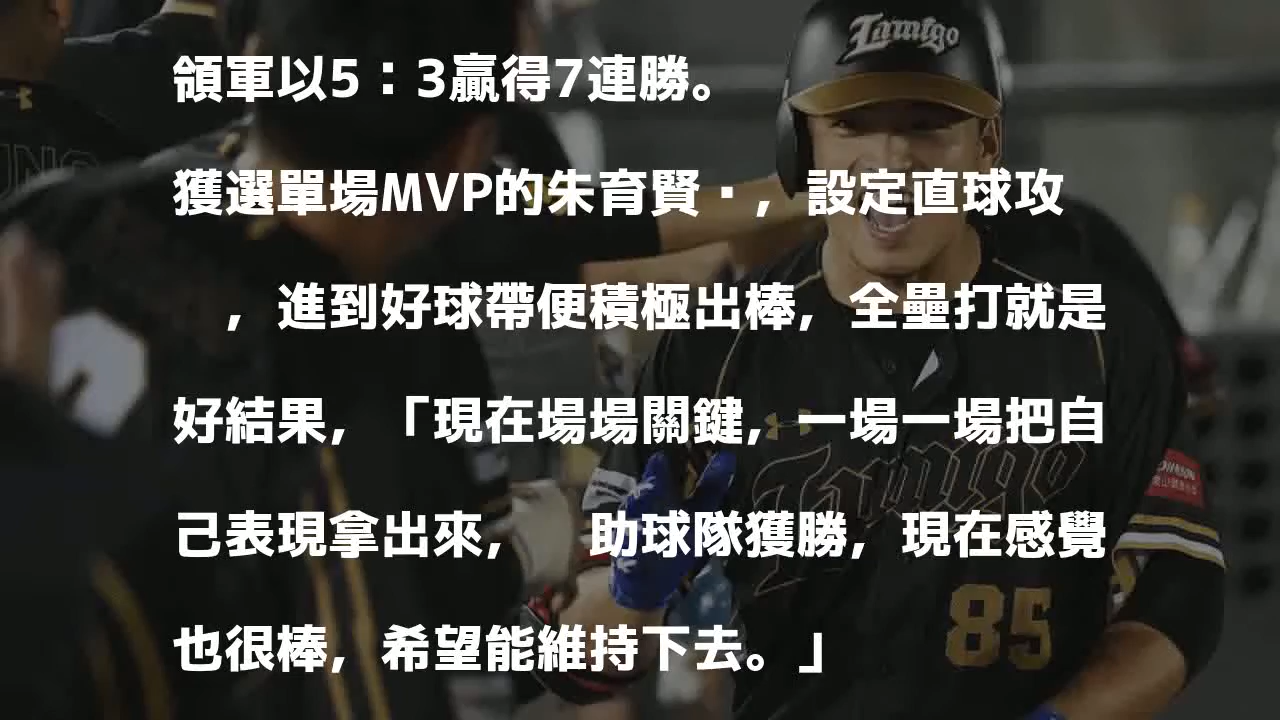 Lamigo
領軍以5：3贏得7連勝。
獲選單場MVP的朱育賢·，設定直球攻
，進到好球帶便積極出棒，全壘打就是
好結果，「現在場場關鍵，一場一場把自
己表現拿出來， 助球隊獲勝，現在感覺
也很棒，希望能維持下去。」
Lamigo
85